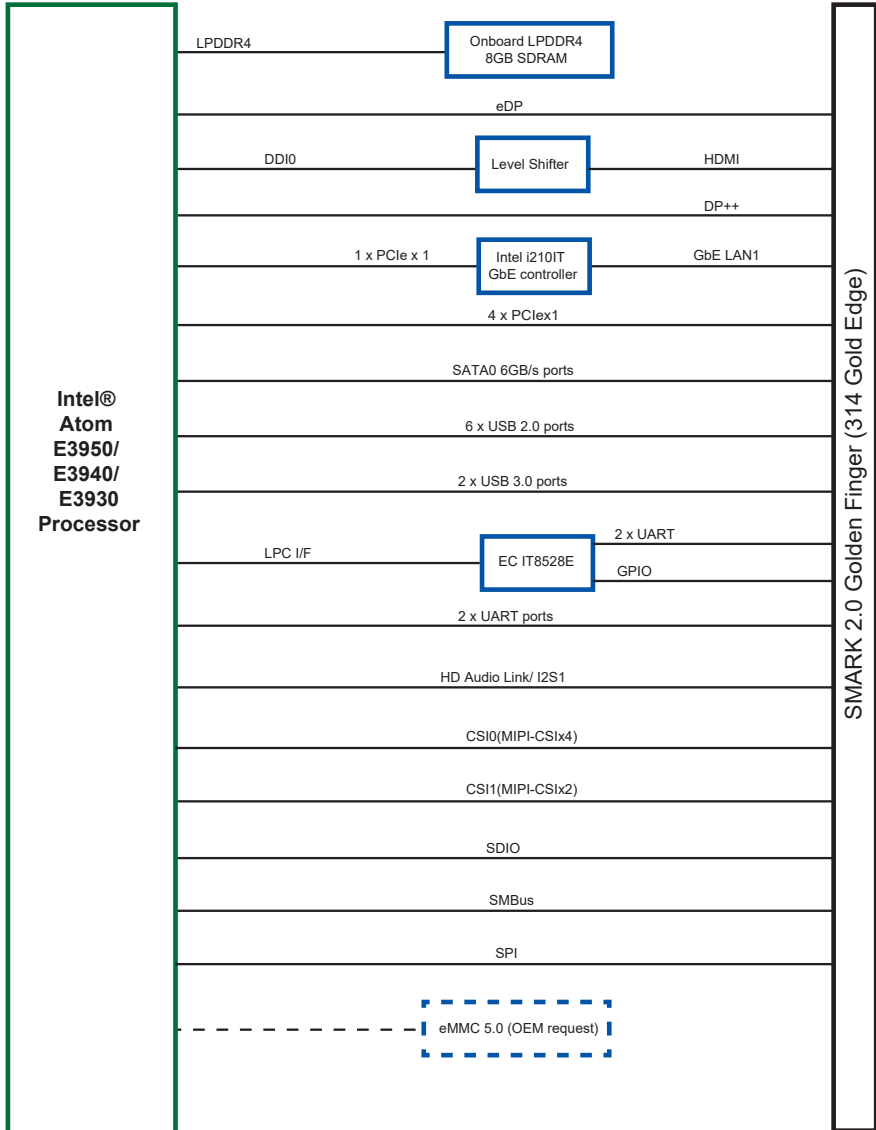 LPDDR4
Onboard LPDDR4
8GB SDRAM
eDP
DDI0
Level Shifter
HDMI
DP++
1 x PCIe x 1
Intel i210IT
GbE controller
GbE LAN1
4 x PCIex1
SATA0 6GB/s ports
Intel®
Atom
E3950/
E3940/
E3930
Processor
6 x USB 2.0 ports
2 x USB 3.0 ports
LPC I/F
EC IT8528E
2 x UART
GPIO
2 x UART ports
HD Audio Link/ I2S1
CSI0(MIPI-CSIx4)
CSI1(MIPI-CSIx2)
SDIO
SMBus
SPI
eMMC 5.0 (OEM request)
SMARK 2.0 Golden Finger (314 Gold Edge)